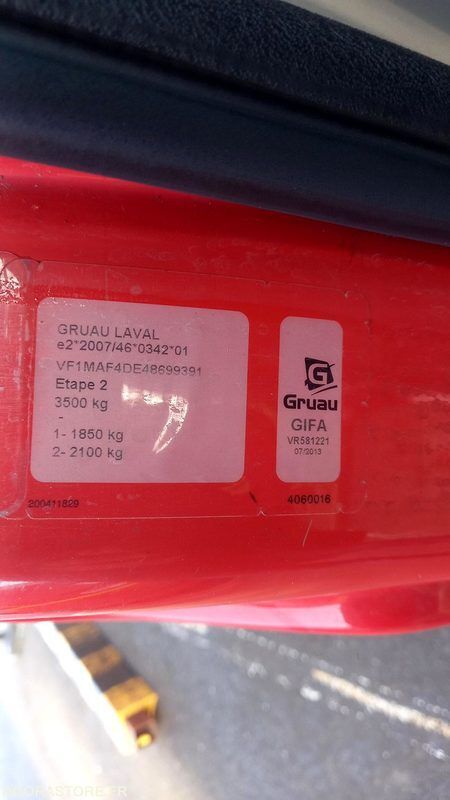 GRUAU LAVAL
e2*2007/46*0342*01
VF1MAF4DE48699391
Etape 2
3500 kg
-
1- 1850 kg
2- 2100 kg
200411829
G
Gruau
GIFA
VR581221
07/2013
4060016